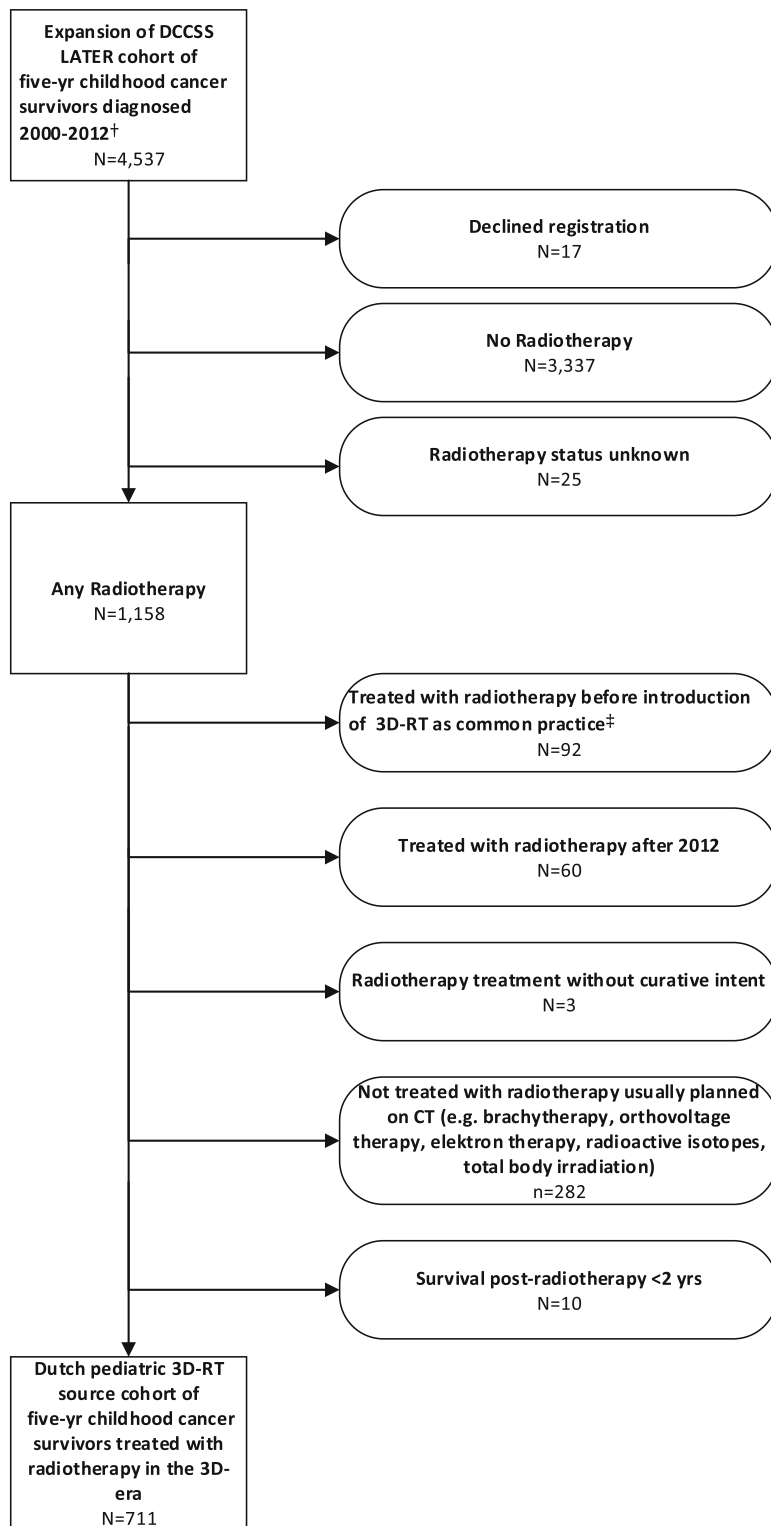 Expansion of DCCSS
LATER cohort of
five-yr childhood cancer
survivors diagnosed
2000-2012†
N=4,537
Declined registration
N=17
No Radiotherapy
N=3,337
Radiotherapy status unknown
N=25
Any Radiotherapy
N=1,158
Treated with radiotherapy before introduction
of 3D-RT as common practice‡
N=92
Treated with radiotherapy after 2012
N=60
Radiotherapy treatment without curative intent
N=3
Not treated with radiotherapy usually planned
on CT (e.g. brachytherapy, orthovoltage
therapy, elektron therapy, radioactive isotopes,
total body irradiation)
n=282
Survival post-radiotherapy <2 yrs
N=10
Dutch pediatric 3D-RT
source cohort of
five-yr childhood cancer
survivors treated with
radiotherapy in the 3D-
era
N=711